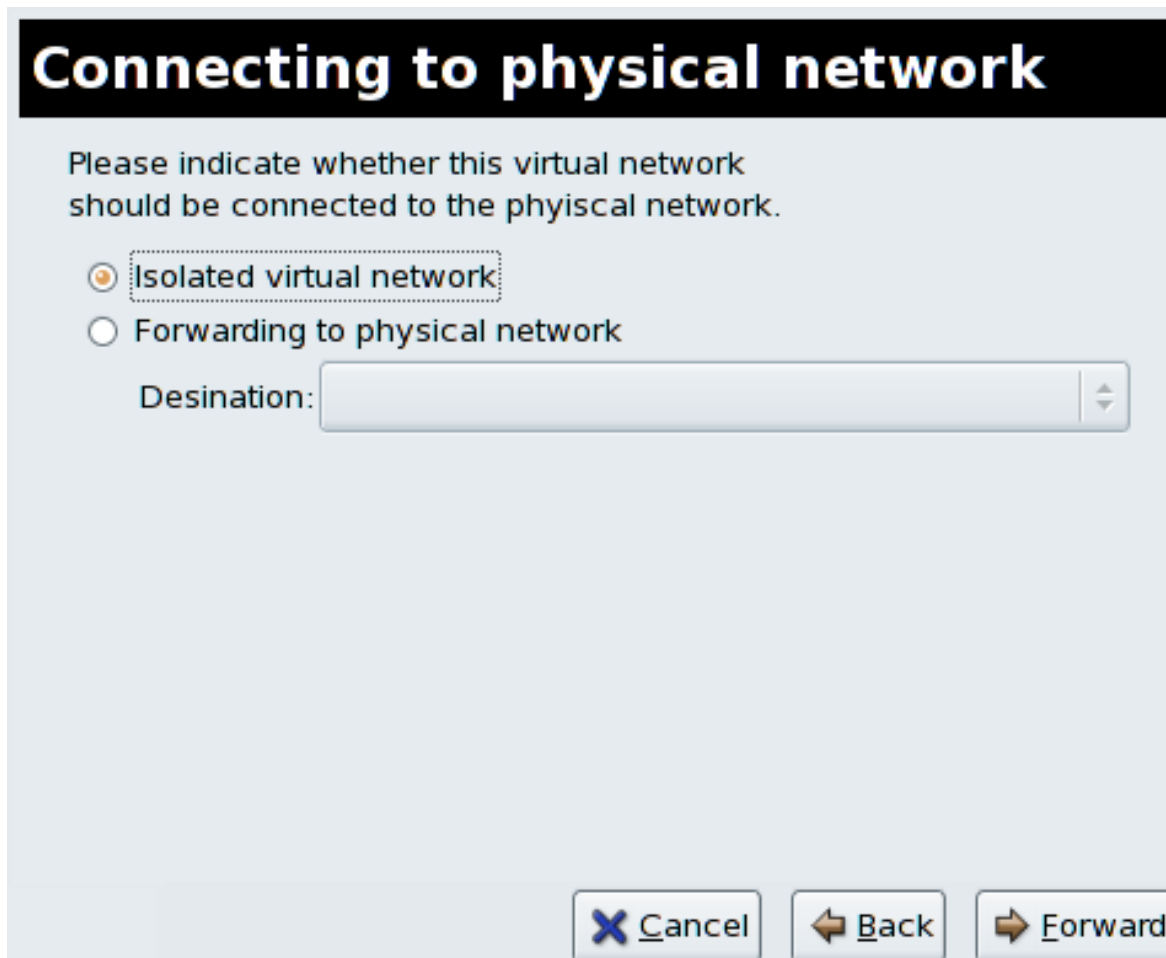 Connecting to physical network
Please indicate whether this virtual network
should be connected to the phyiscal network.
Isolated virtual network
Forwarding to physical network
Desination:
Cancel
Back
Forward